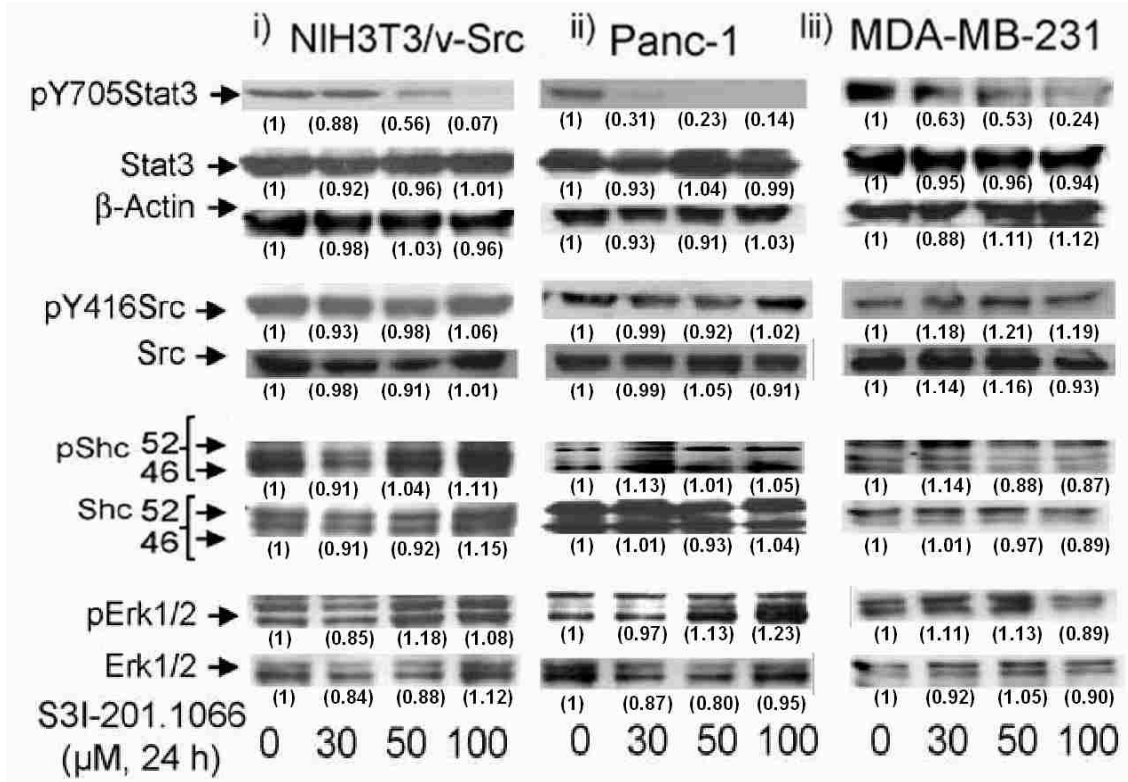 i) NIH3T3/v-Src ii) Panc-1 Iii) MDA-MB-231
pY705Stat3
(1) (0.88) (0.56) (0.07) (1) (0.31) (0.23) (0.14) (1) (0.63) (0.53) (0.24)
Stat3
(1) (0.92) (0.96) (1.01) (1) (0.93) (1.04) (0.99) (1) (0.95) (0.96) (0.94)
β-Actin
(1) (0.98) (1.03) (0.96) (1) (0.93) (0.91) (1.03) (1) (0.88) (1.11) (1.12)
pY416Src
(1) (0.93) (0.98) (1.06) (1) (0.99) (0.92) (1.02) (1) (1.18) (1.21) (1.19)
Src
(1) (0.98) (0.91) (1.01) (1) (0.99) (1.05) (0.91) (1) (1.14) (1.16) (0.93)
pShc 52
46
(1) (0.91) (1.04) (1.11) (1) (1.13) (1.01) (1.05) (1) (1.14) (0.88) (0.87)
Shc 52
46
(1) (0.91) (0.92) (1.15) (1) (1.01) (0.93) (1.04) (1) (1.01) (0.97) (0.89)
pErk1/2
(1) (0.85) (1.18) (1.08) (1) (0.97) (1.13) (1.23) (1) (1.11) (1.13) (0.89)
Erk1/2
(1) (0.84) (0.88) (1.12) (1) (0.87) (0.80) (0.95) (1) (0.92) (1.05) (0.90)
S3I-201.1066
(µM, 24 h) 0 30 50 100 0 30 50 100 0 30 50 100